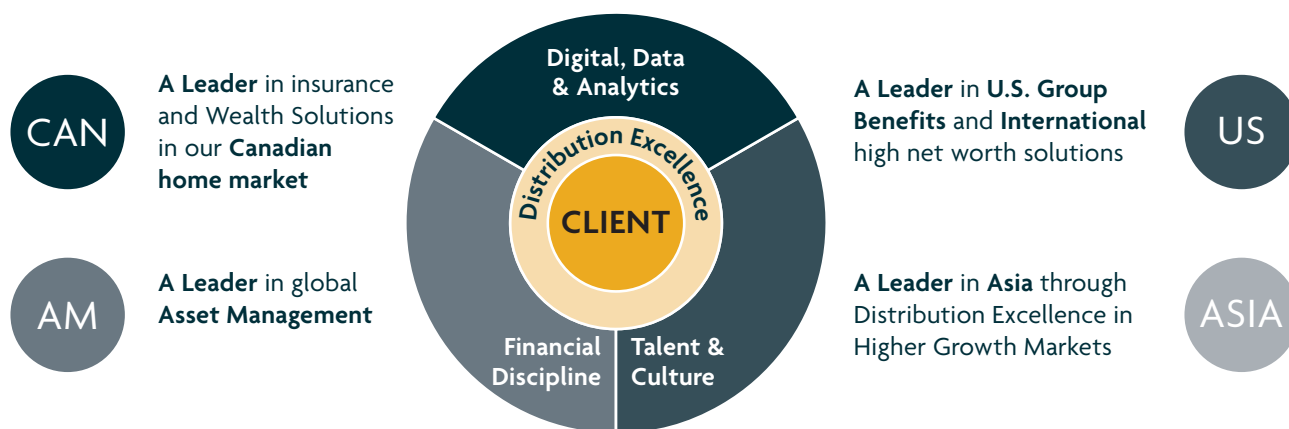 CAN
A Leader in insurance
and Wealth Solutions
in our Canadian
home market
AM
A Leader in global
Asset Management
Digital, Data
& Analytics
Distribution Excellence
CLIENT
Financial
Discipline
Talent &
Culture
A Leader in U.S. Group
Benefits and International
high net worth solutions
US
A Leader in Asia through
Distribution Excellence in
Higher Growth Markets
ASIA